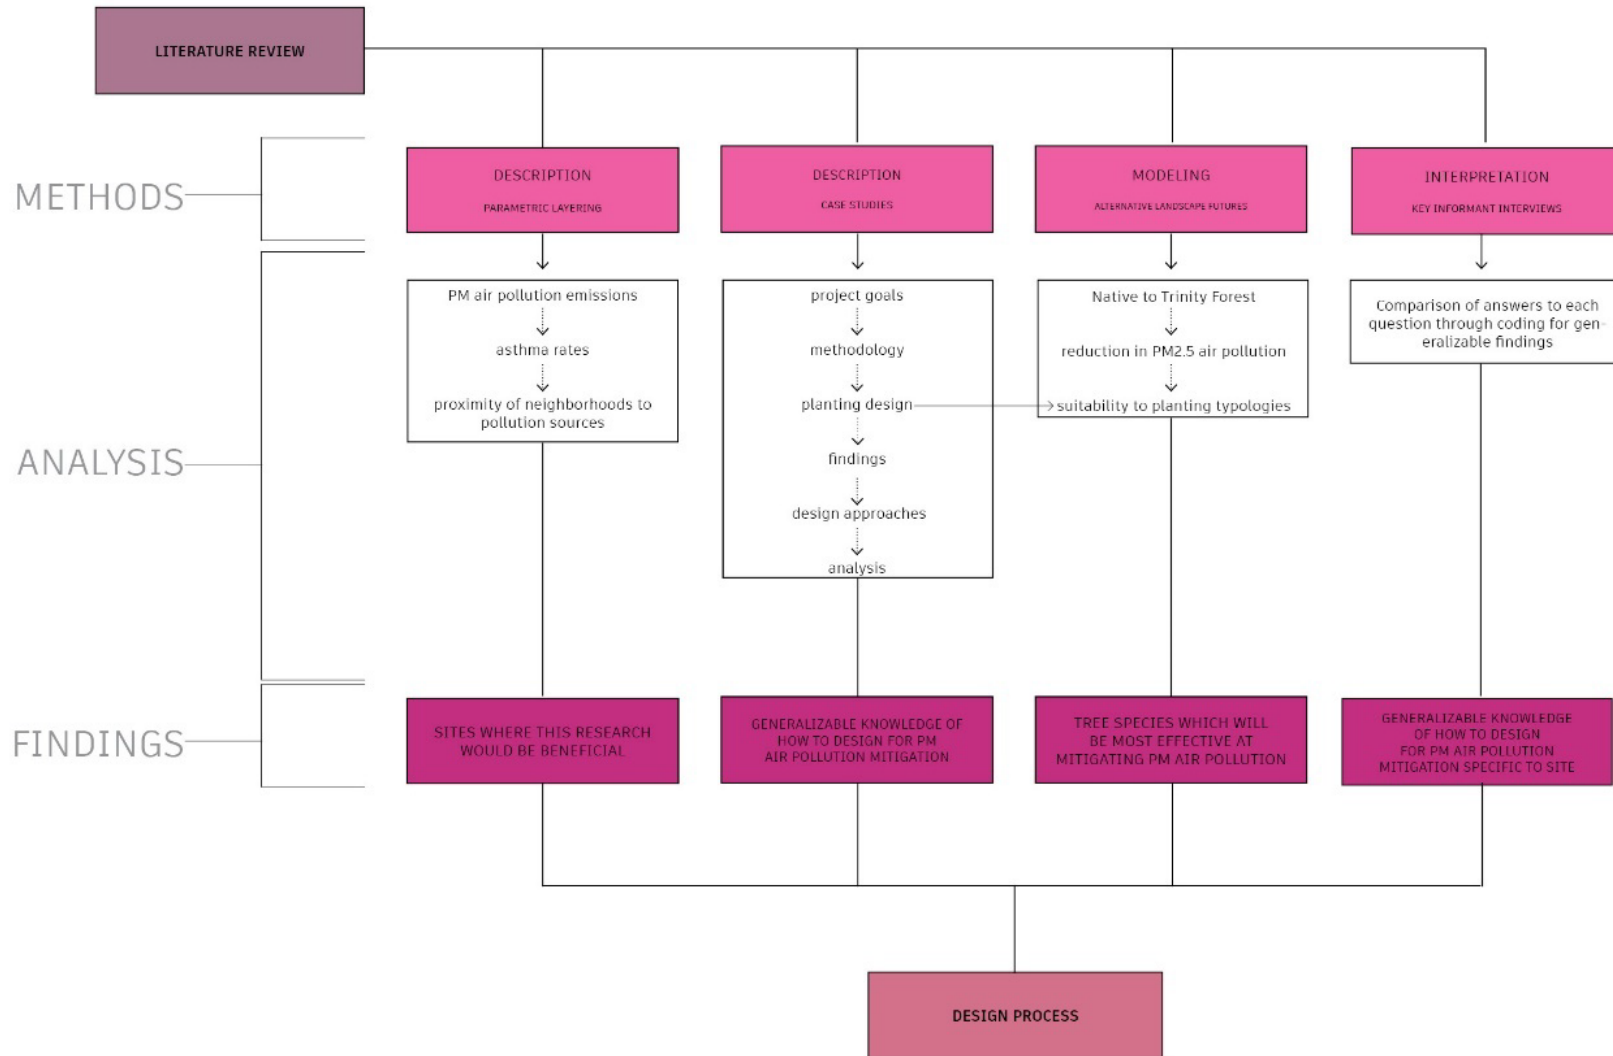 LITERATURE REVIEW
METHODS
DESCRIPTION
PARAMETRIC LAYERING
DESCRIPTION
CASE STUDIES
MODELING
ALTERNATIVE LANDSCAPE FUTURES
INTERPRETATION
KEY INFORMANT INTERVIEWS
ANALYSIS
PM air pollution emissions
asthma rates
proximity of neighborhoods to
pollution sources
project goals
methodology
planting design
findings
design approaches
analysis
Native to Trinity Forest
reduction in PM2.5 air pollution
suitability to planting typologies
Comparison of answers to each
question through coding for gen-
eralizable findings
FINDINGS
SITES WHERE THIS RESEARCH
WOULD BE BENEFICIAL
GENERALIZABLE KNOWLEDGE OF
HOW TO DESIGN FOR PM
AIR POLLUTION MITIGATION
TREE SPECIES WHICH WILL
BE MOST EFFECTIVE AT
MITIGATING PM AIR POLLUTION
GENERALIZABLE KNOWLEDGE
OF HOW TO DESIGN
FOR PM AIR POLLUTION
MITIGATION SPECIFIC TO SITE
DESIGN PROCESS